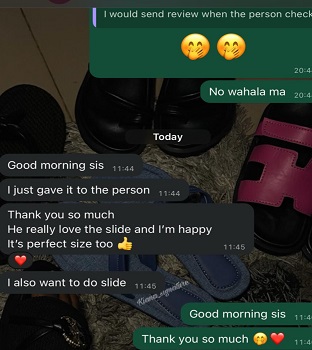 I would send review when the person check
🤭🤭
20:4
No wahala ma 20:4
Today
Good morning sis 11:44
I just gave it to the person 11:44
Thank you so much
He really love the slide and I'm happy
It's perfect size too 👍 11:45
❤️
I also want to do slide 11:45
Kiama_signature
Good morning sis 11:4
Thank you so much 🤭❤️ 11:4